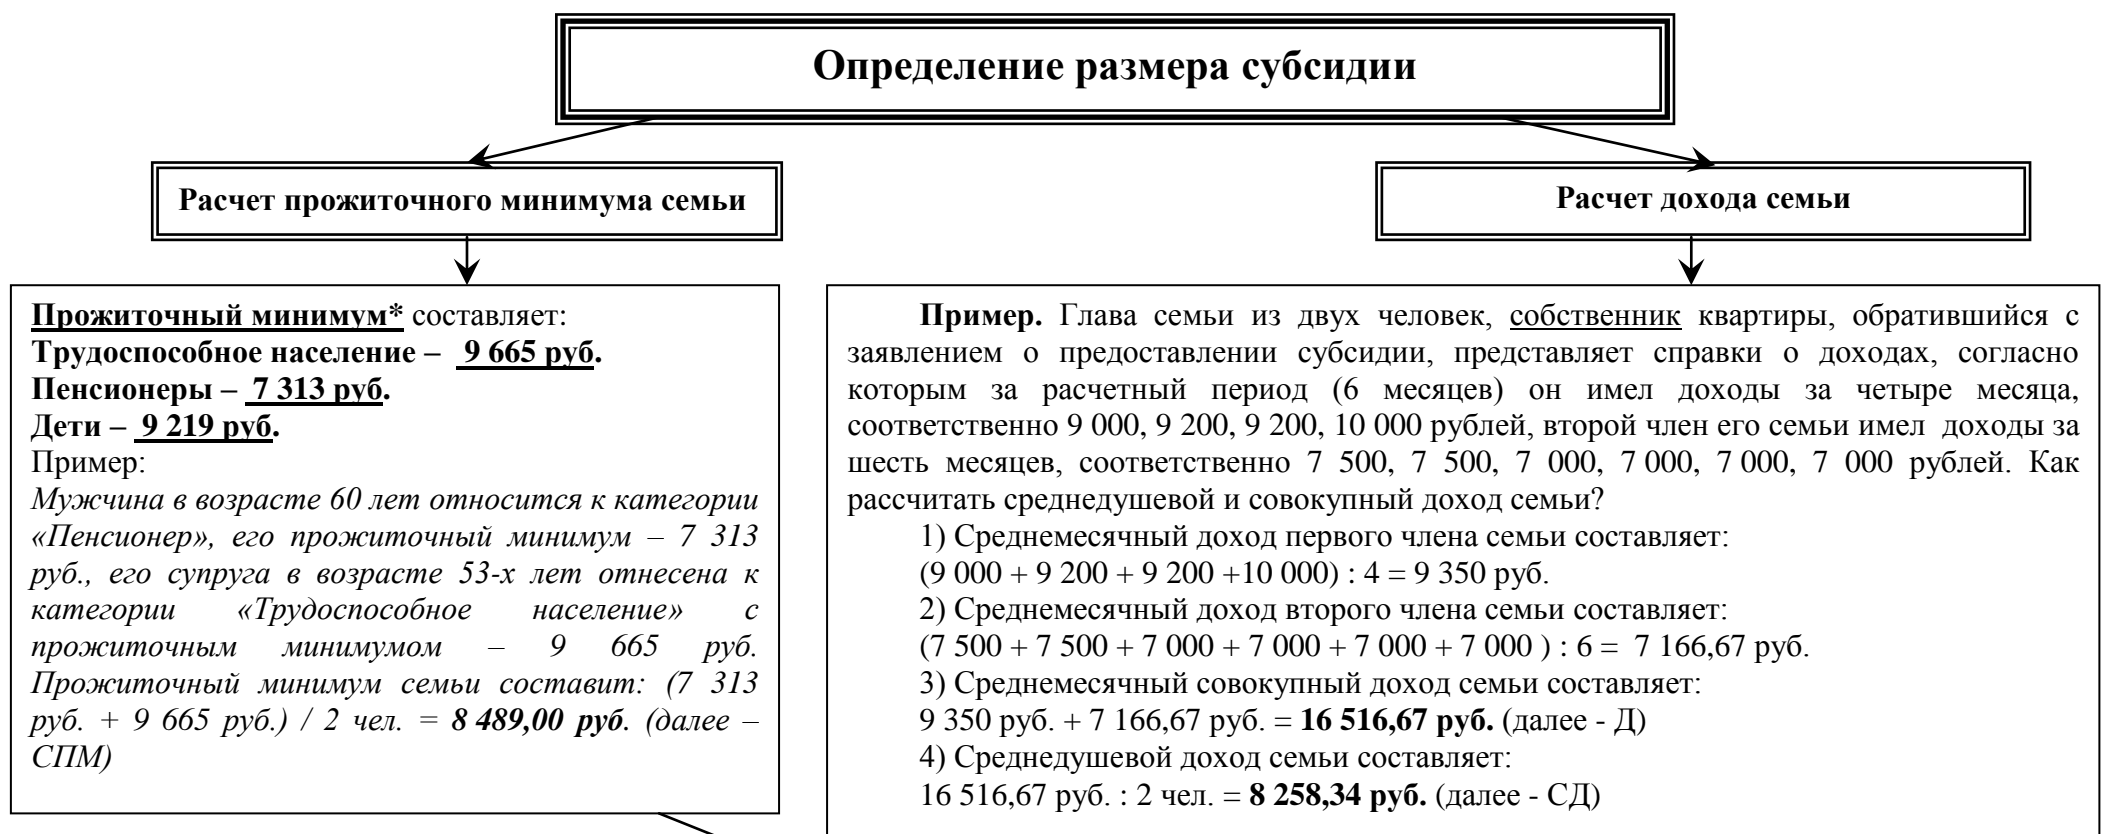 Определение размера субсидии
Расчет прожиточного минимума семьи
Расчет дохода семьи
Прожиточный минимум* составляет:
Трудоспособное население – 9 665 руб.
Пенсионеры – 7 313 руб.
Дети – 9 219 руб.
Пример:
Мужчина в возрасте 60 лет относится к категории
«Пенсионер», его прожиточный минимум – 7 313
руб., его супруга в возрасте 53-х лет отнесена к
категории «Трудоспособное население» с
прожиточным минимумом – 9 665 руб.
Прожиточный минимум семьи составит: (7 313
руб. + 9 665 руб.) / 2 чел. = 8 489,00 руб. (далее –
СПМ)
Пример. Глава семьи из двух человек, собственник квартиры, обратившийся с
заявлением о предоставлении субсидии, представляет справки о доходах, согласно
которым за расчетный период (6 месяцев) он имел доходы за четыре месяца,
соответственно 9 000, 9 200, 9 200, 10 000 рублей, второй член его семьи имел доходы за
шесть месяцев, соответственно 7 500, 7 500, 7 000, 7 000, 7 000, 7 000 рублей. Как
рассчитать среднедушевой и совокупный доход семьи?
1) Среднемесячный доход первого члена семьи составляет:
(9 000 + 9 200 + 9 200 +10 000) : 4 = 9 350 руб.
2) Среднемесячный доход второго члена семьи составляет:
(7 500 + 7 500 + 7 000 + 7 000 + 7 000 + 7 000 ) : 6 = 7 166,67 руб.
3) Среднемесячный совокупный доход семьи составляет:
9 350 руб. + 7 166,67 руб. = 16 516,67 руб. (далее - Д)
4) Среднедушевой доход семьи составляет:
16 516,67 руб. : 2 чел. = 8 258,34 руб. (далее - СД)